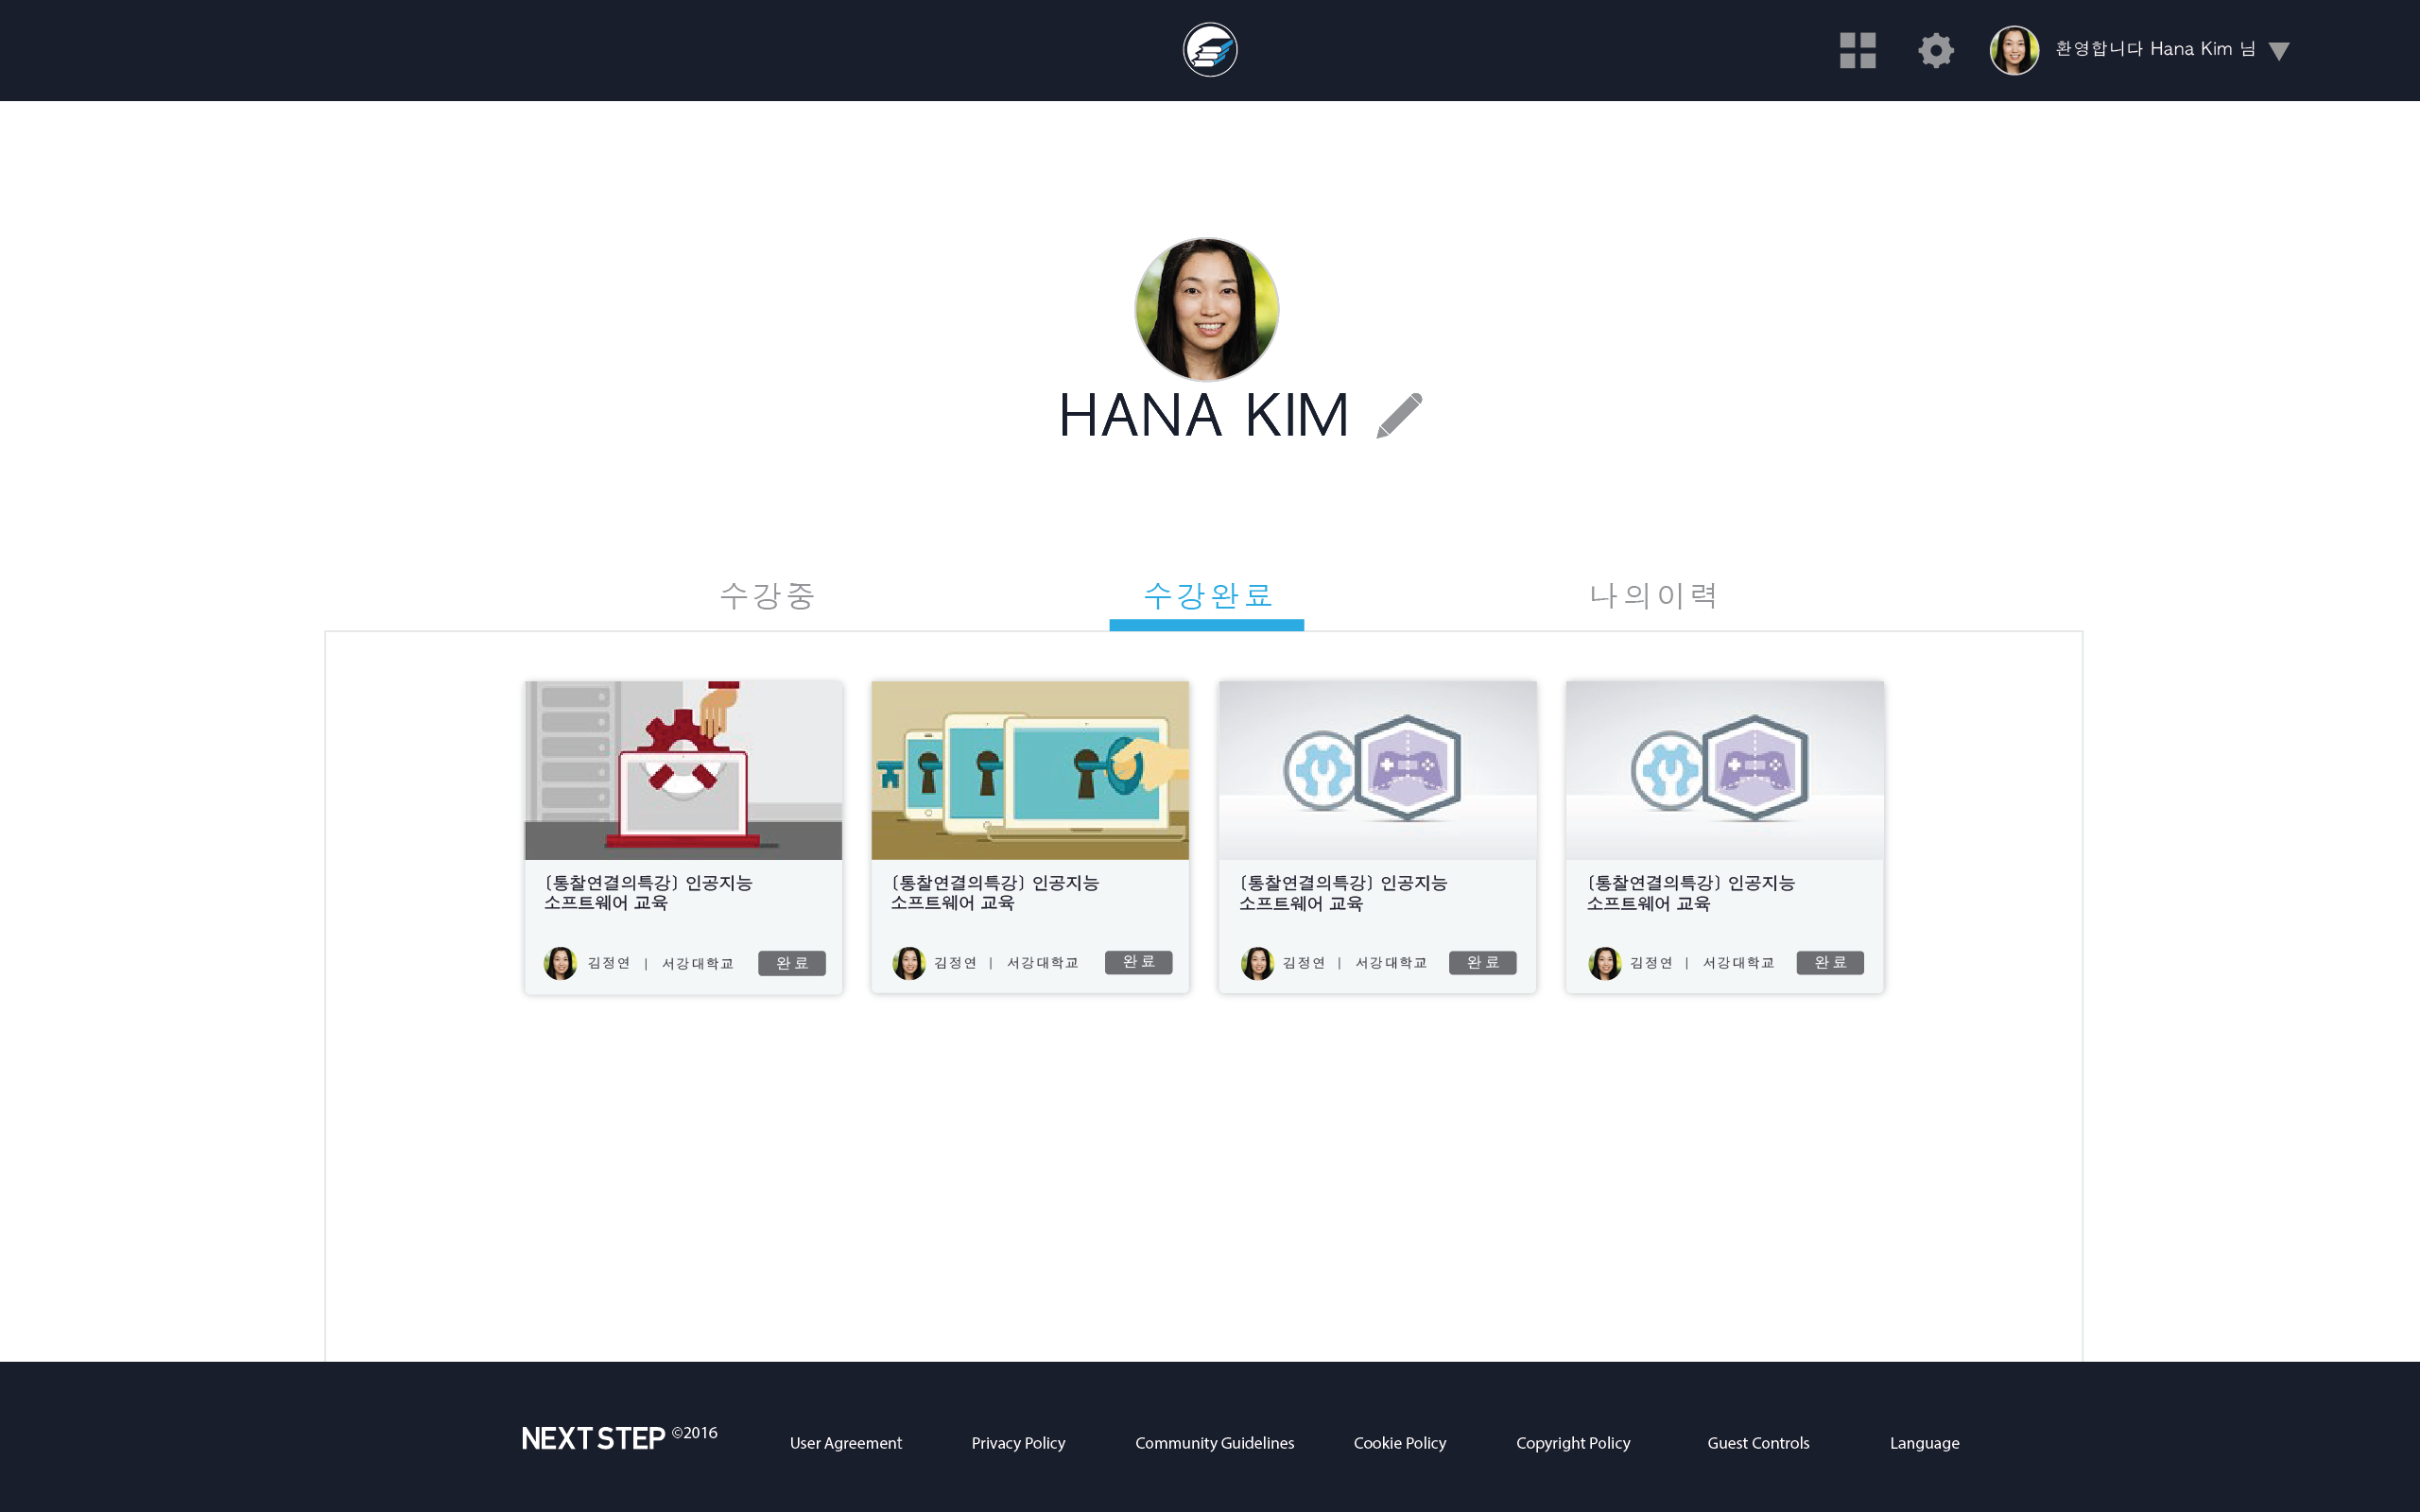 환영합니다 Hana Kim 님
HANA KIM
수강중
수강완료
나의이력
[통찰연결의특강] 인공지능
소프트웨어 교육
김정연 | 서강대학교 완료
[통찰연결의특강] 인공지능
소프트웨어 교육
김정연 | 서강대학교 완료
[통찰연결의특강] 인공지능
소프트웨어 교육
김정연 | 서강대학교 완료
[통찰연결의특강] 인공지능
소프트웨어 교육
김정연 | 서강대학교 완료
NEXT STEP ©2016 User Agreement Privacy Policy Community Guidelines Cookie Policy Copyright Policy Guest Controls Language